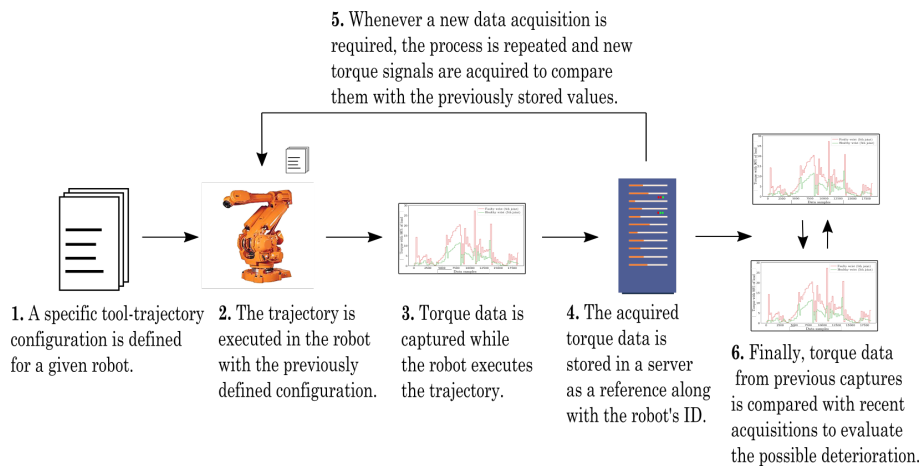 5. Whenever a new data acquisition is
required, the process is repeated and new
torque signals are acquired to compare
them with the previously stored values.
1. A specific tool-trajectory
configuration is defined
for a given robot.
2. The trajectory is
executed in the robot
with the previously
defined configuration.
3. Torque data is
captured while
the robot executes
the trajectory.
4. The acquired
torque data is
stored in a server
as a reference along
with the robot's ID.
6. Finally, torque data
from previous captures
is compared with recent
acquisitions to evaluate
the possible deterioration.